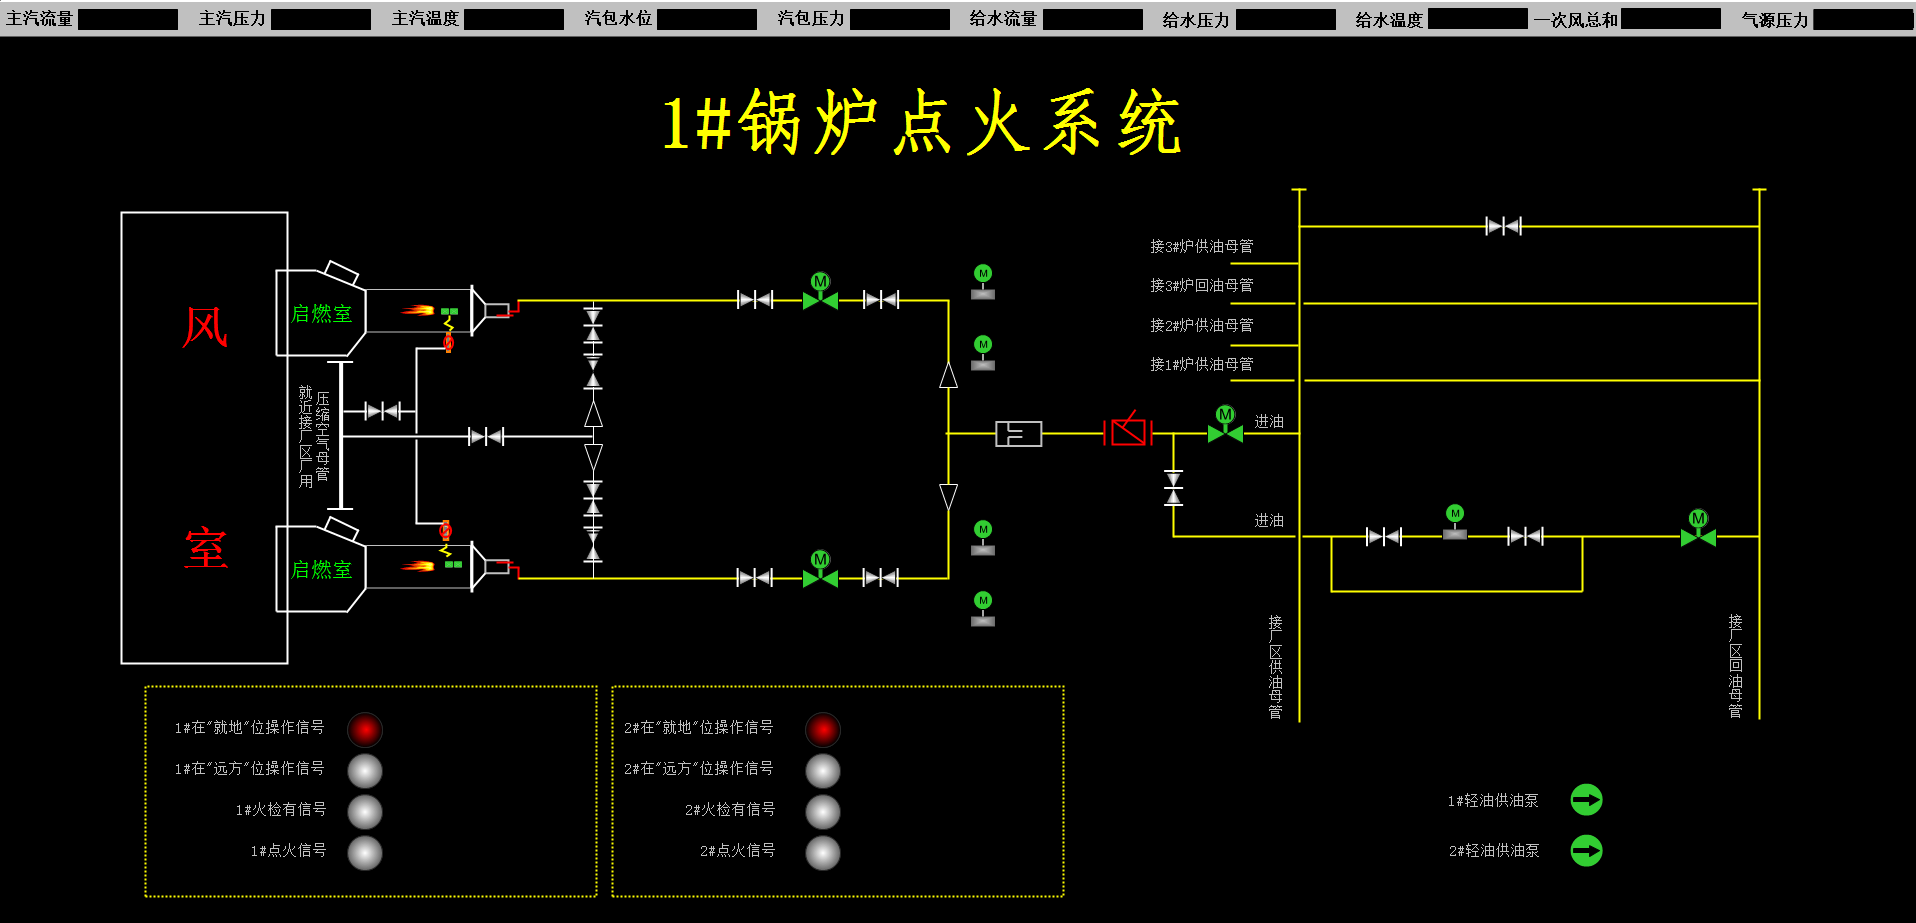 主汽流量 主汽压力 主汽温度 汽包水位 汽包压力 给水流量 给水压力 给水温度 一次风总和 气源压力
1#锅炉点火系统
接3#炉供油母管
接3#炉回油母管
接2#炉供油母管
接1#炉供油母管
风室
启燃室
启燃室
就近接厂区厂用
压缩空气母管
M
M
M
M
M
M
M
M
M
进油
进油
接厂区供油母管
接厂区回油母管
1#在"就地"位操作信号
1#在"远方"位操作信号
1#火检有信号
1#点火信号
2#在"就地"位操作信号
2#在"远方"位操作信号
2#火检有信号
2#点火信号
1#轻油供油泵
2#轻油供油泵